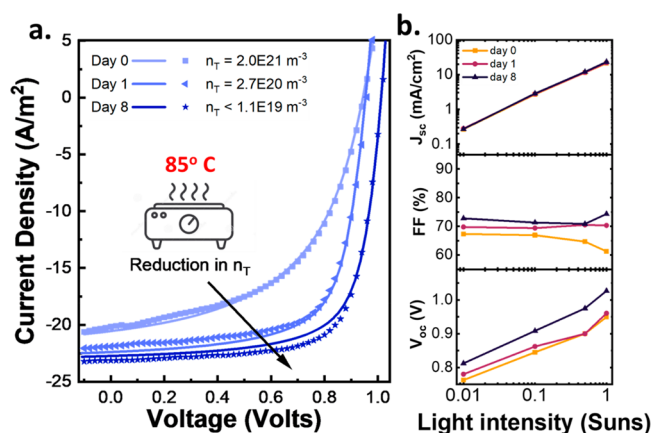 a.
Current Density (A/m²)
5
0
-5
-10
-15
-20
-25
Day 0 n_T = 2.0E21 m⁻³
Day 1 n_T = 2.7E20 m⁻³
Day 8 n_T < 1.1E19 m⁻³
85° C
Reduction in n_T
0.0 0.2 0.4 0.6 0.8 1.0
Voltage (Volts)
b.
day 0
day 1
day 8
J_sc (mA/cm²)
100
10
1
0.1
FF (%)
90
80
70
60
V_oc (V)
1.0
0.9
0.8
0.01 0.1 1
Light intensity (Suns)